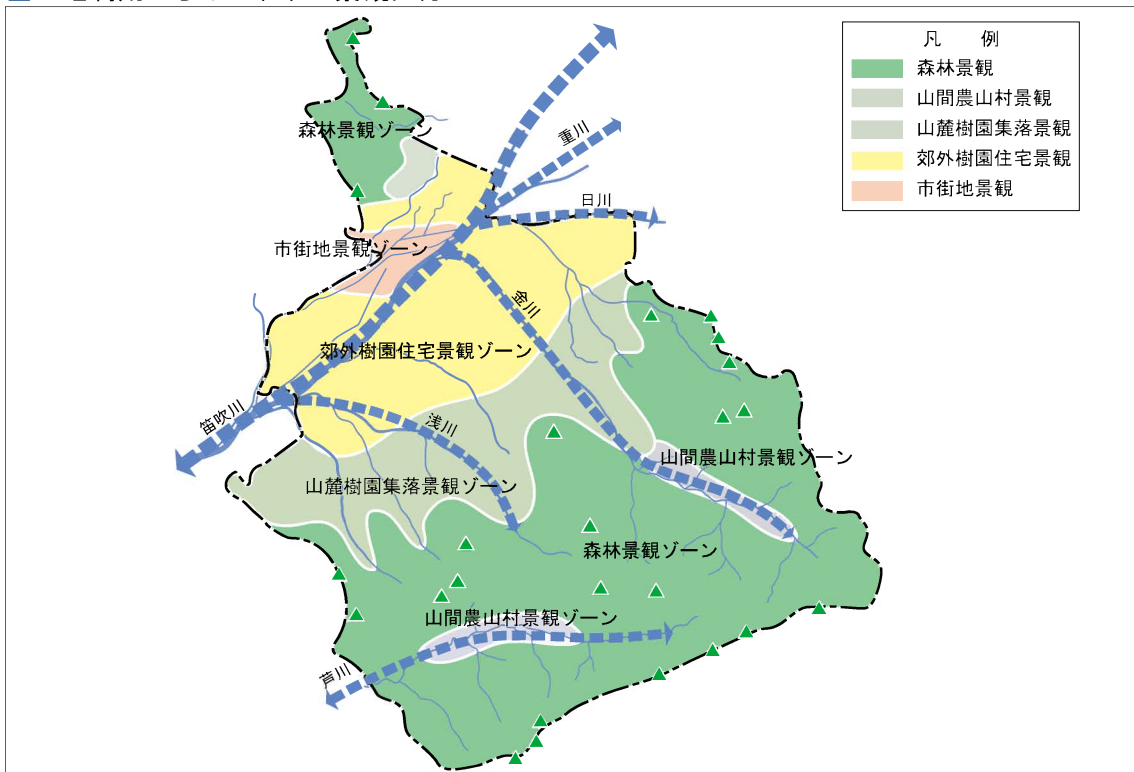 凡 例
森林景観
山間農山村景観
山麓樹園集落景観
郊外樹園住宅景観
市街地景観
森林景観ゾーン
重川
日川
市街地景観ゾーン
金川
郊外樹園住宅景観ゾーン
笛吹川
浅川
山間農山村景観ゾーン
山麓樹園集落景観ゾーン
森林景観ゾーン
山間農山村景観ゾーン
芦川